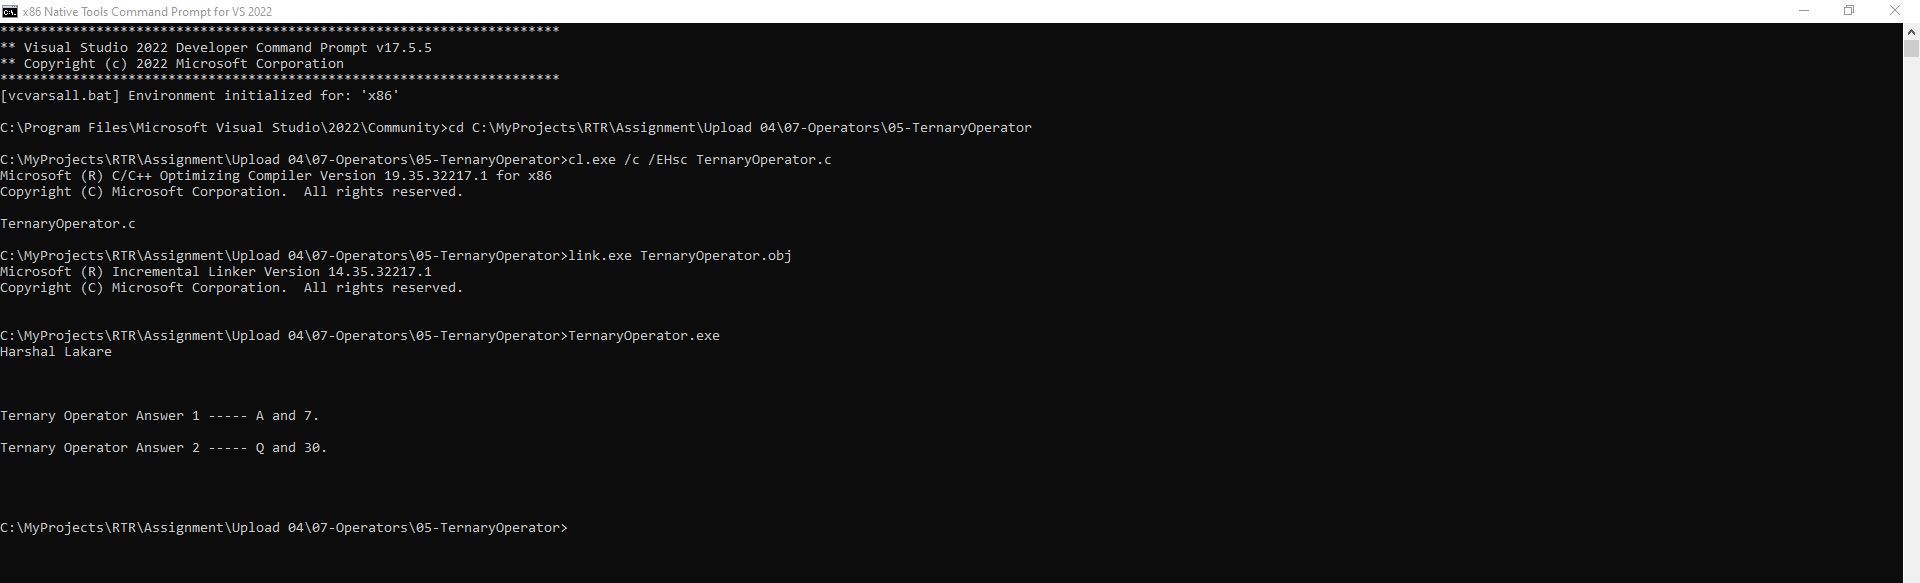 x86 Native Tools Command Prompt for VS 2022
**********************************************************************
** Visual Studio 2022 Developer Command Prompt v17.5.5
** Copyright (c) 2022 Microsoft Corporation
**********************************************************************
[vcvarsall.bat] Environment initialized for: 'x86'
C:\Program Files\Microsoft Visual Studio\2022\Community>cd C:\MyProjects\RTR\Assignment\Upload 04\07-Operators\05-TernaryOperator
C:\MyProjects\RTR\Assignment\Upload 04\07-Operators\05-TernaryOperator>cl.exe /c /EHsc TernaryOperator.c
Microsoft (R) C/C++ Optimizing Compiler Version 19.35.32217.1 for x86
Copyright (C) Microsoft Corporation.  All rights reserved.
TernaryOperator.c
C:\MyProjects\RTR\Assignment\Upload 04\07-Operators\05-TernaryOperator>link.exe TernaryOperator.obj
Microsoft (R) Incremental Linker Version 14.35.32217.1
Copyright (C) Microsoft Corporation.  All rights reserved.
C:\MyProjects\RTR\Assignment\Upload 04\07-Operators\05-TernaryOperator>TernaryOperator.exe
Harshal Lakare
Ternary Operator Answer 1 ----- A and 7.
Ternary Operator Answer 2 ----- Q and 30.
C:\MyProjects\RTR\Assignment\Upload 04\07-Operators\05-TernaryOperator>